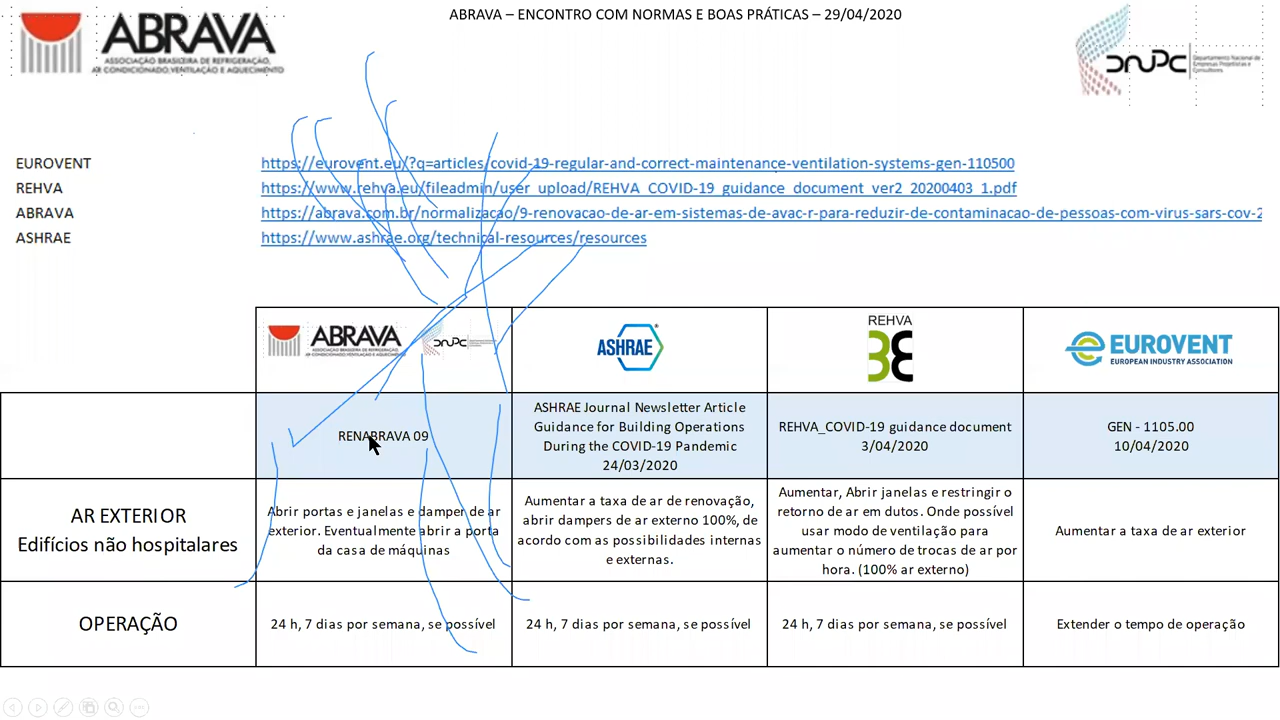 ABRAVA – ENCONTRO COM NORMAS E BOAS PRÁTICAS – 29/04/2020
ABRAVA
ASSOCIAÇÃO BRASILEIRA DE REFRIGERAÇÃO,
AR CONDICIONADO, VENTILAÇÃO E AQUECIMENTO
DNPC
Departamento Nacional de
Empresas Projetistas e
Consultores
EUROVENT https://eurovent.eu/?q=articles/covid-19-regular-and-correct-maintenance-ventilation-systems-gen-110500
REHVA https://www.rehva.eu/fileadmin/user_upload/REHVA_COVID-19_guidance_document_ver2_20200403_1.pdf
ABRAVA https://abrava.com.br/normalizacao/9-renovacao-de-ar-em-sistemas-de-avac-r-para-reduzir-de-contaminacao-de-pessoas-com-virus-sars-cov-2
ASHRAE https://www.ashrae.org/technical-resources/resources
ABRAVA
DNPC
ASHRAE
REHVA
EUROVENT
EUROPEAN INDUSTRY ASSOCIATION
RENABRAVA 09
ASHRAE Journal Newsletter Article
Guidance for Building Operations
During the COVID-19 Pandemic
24/03/2020
REHVA_COVID-19 guidance document
3/04/2020
GEN - 1105.00
10/04/2020
AR EXTERIOR
Edifícios não hospitalares
Abrir portas e janelas e damper de ar
exterior. Eventualmente abrir a porta
da casa de máquinas
Aumentar a taxa de ar de renovação,
abrir dampers de ar externo 100%, de
acordo com as possibilidades internas
e externas.
Aumentar, Abrir janelas e restringir o
retorno de ar em dutos. Onde possível
usar modo de ventilação para
aumentar o número de trocas de ar por
hora. (100% ar externo)
Aumentar a taxa de ar exterior
OPERAÇÃO
24 h, 7 dias por semana, se possível
24 h, 7 dias por semana, se possível
24 h, 7 dias por semana, se possível
Extender o tempo de operação